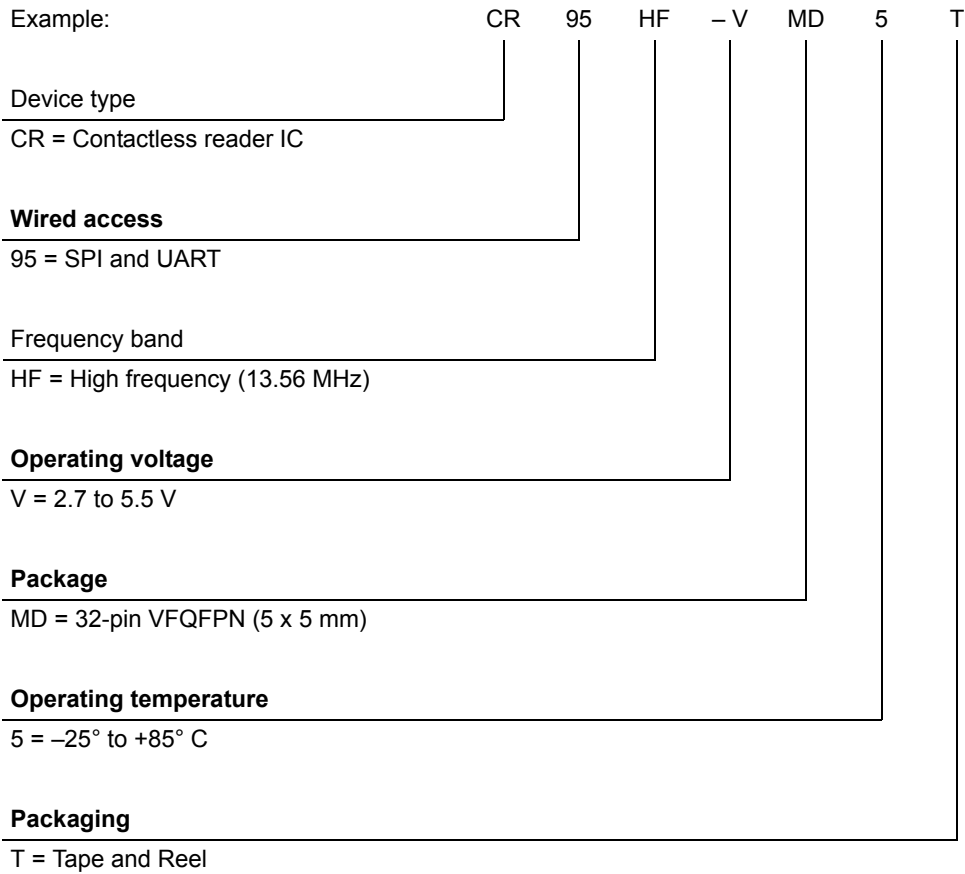 Example: CR 95 HF – V MD 5 T
Device type
CR = Contactless reader IC
Wired access
95 = SPI and UART
Frequency band
HF = High frequency (13.56 MHz)
Operating voltage
V = 2.7 to 5.5 V
Package
MD = 32-pin VFQFPN (5 x 5 mm)
Operating temperature
5 = –25° to +85° C
Packaging
T = Tape and Reel